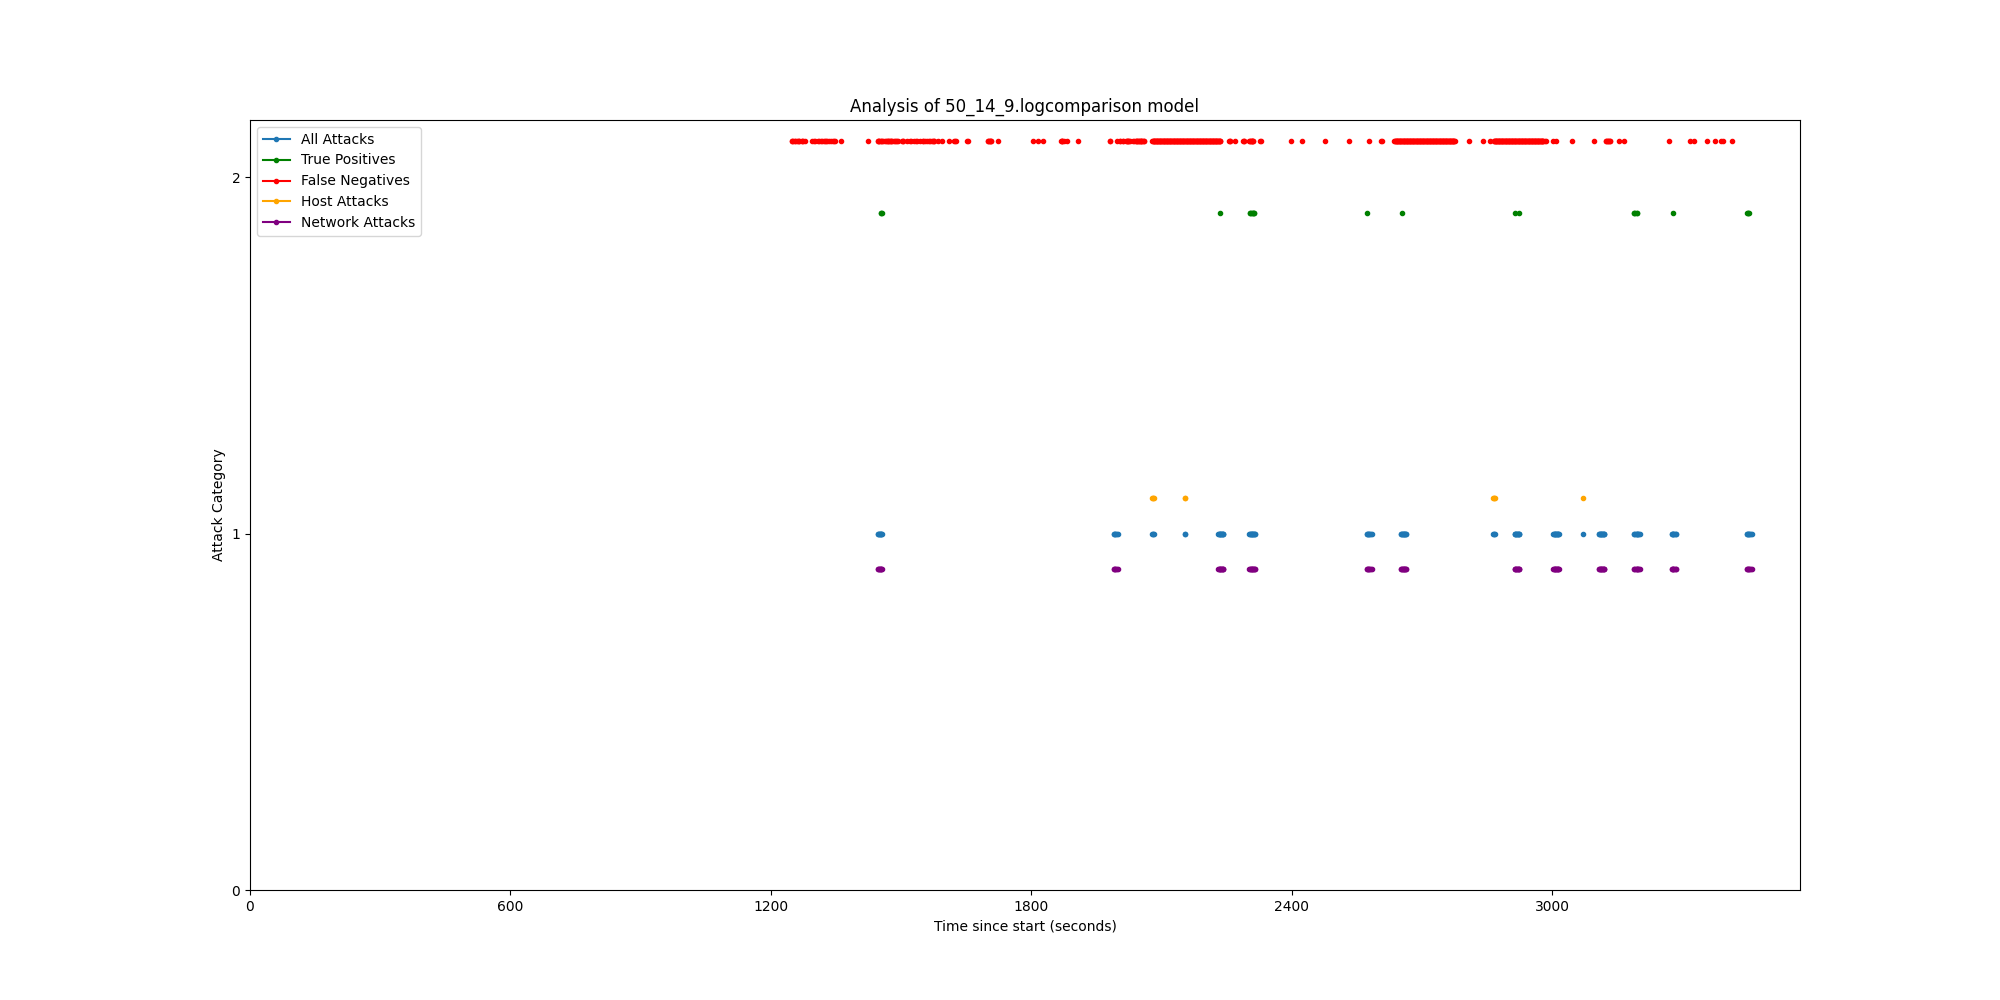 Analysis of 50_14_9.logcomparison model
All Attacks
True Positives
False Negatives
Host Attacks
Network Attacks
2
1
0
Attack Category
0 600 1200 1800 2400 3000
Time since start (seconds)